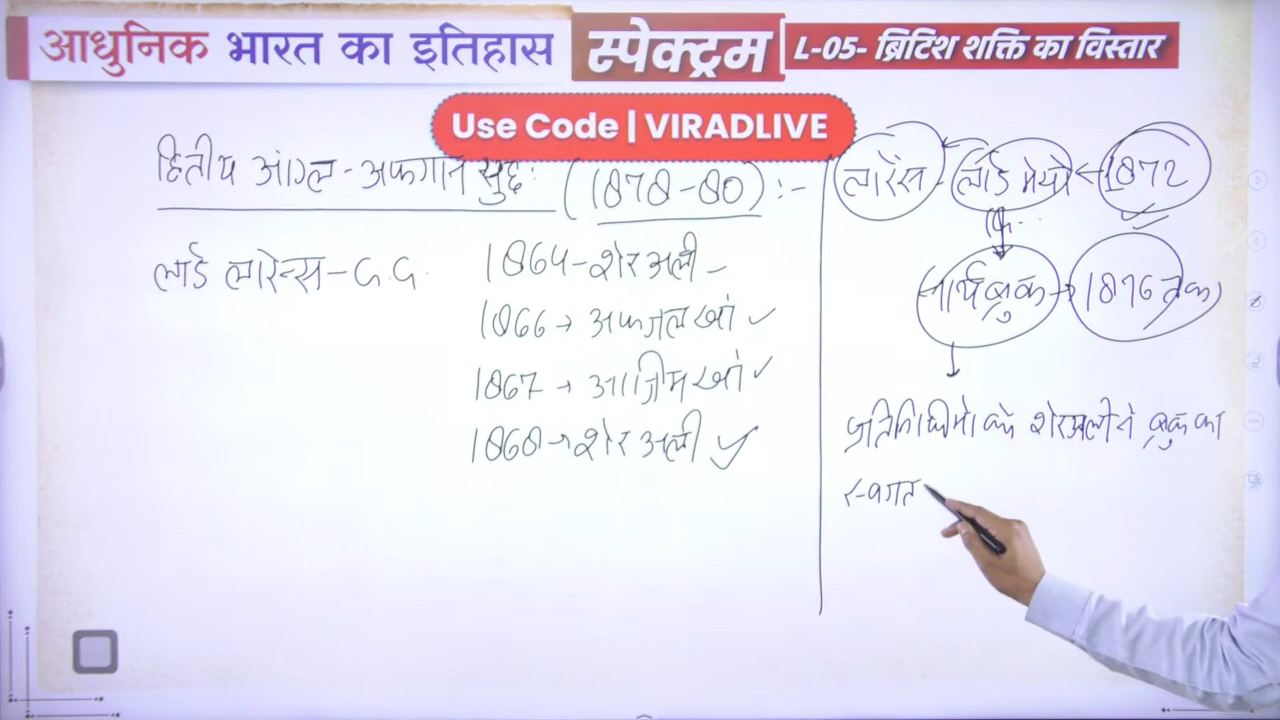 आधुनिक भारत का इतिहास स्पेक्ट्रम L-05- ब्रिटिश शक्ति का विस्तार
Use Code | VIRADLIVE
द्वितीय आंग्ल-अफगान युद्ध: (1878-80):-
लार्ड लारेन्स-G.G.
1864-शेर अली-
1866→ अफजल खां ✓
1867→ आजिम खां ✓
1868→शेर अली ✓
लारेंस ← लार्ड मेयो ← 1872
नार्थब्रुक → 1876 तक
के शेरअली ने ब्रुक का
स्वागत